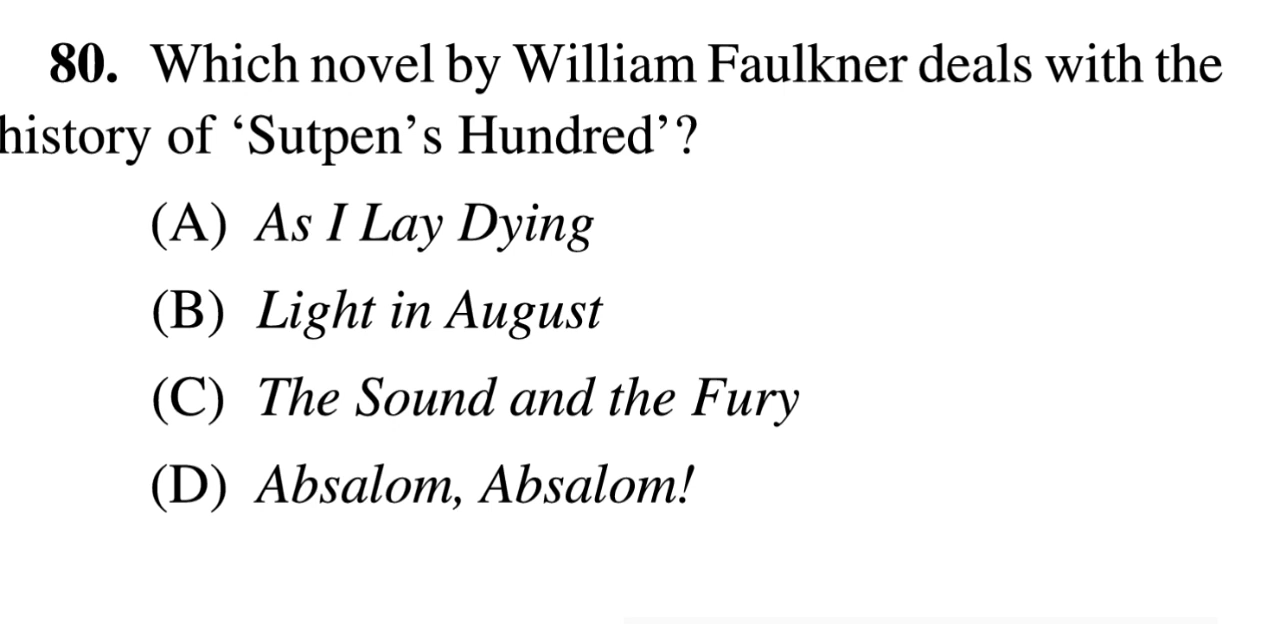 80. Which novel by William Faulkner deals with the
history of ‘Sutpen’s Hundred’?
(A) As I Lay Dying
(B) Light in August
(C) The Sound and the Fury
(D) Absalom, Absalom!